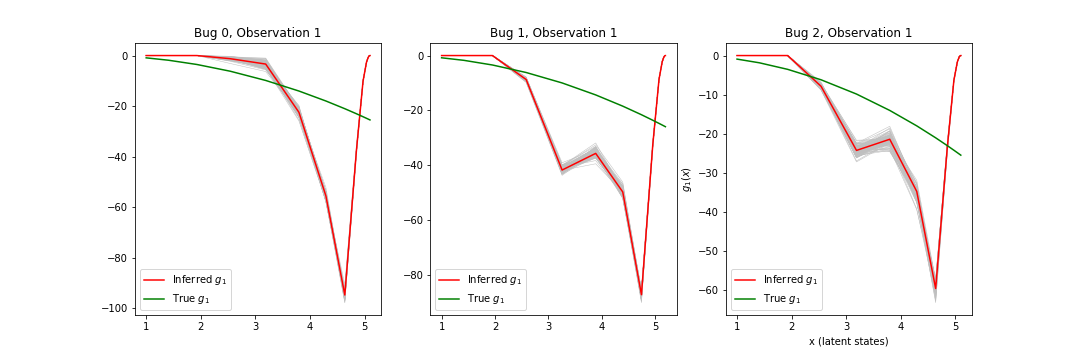 Bug 0, Observation 1
0
−20
−40
−60
−80
−100
1 2 3 4 5
Inferred g₁
True g₁
Bug 1, Observation 1
0
−20
−40
−60
−80
1 2 3 4 5
Inferred g₁
True g₁
Bug 2, Observation 1
g₁(x)
0
−10
−20
−30
−40
−50
−60
1 2 3 4 5
x (latent states)
Inferred g₁
True g₁